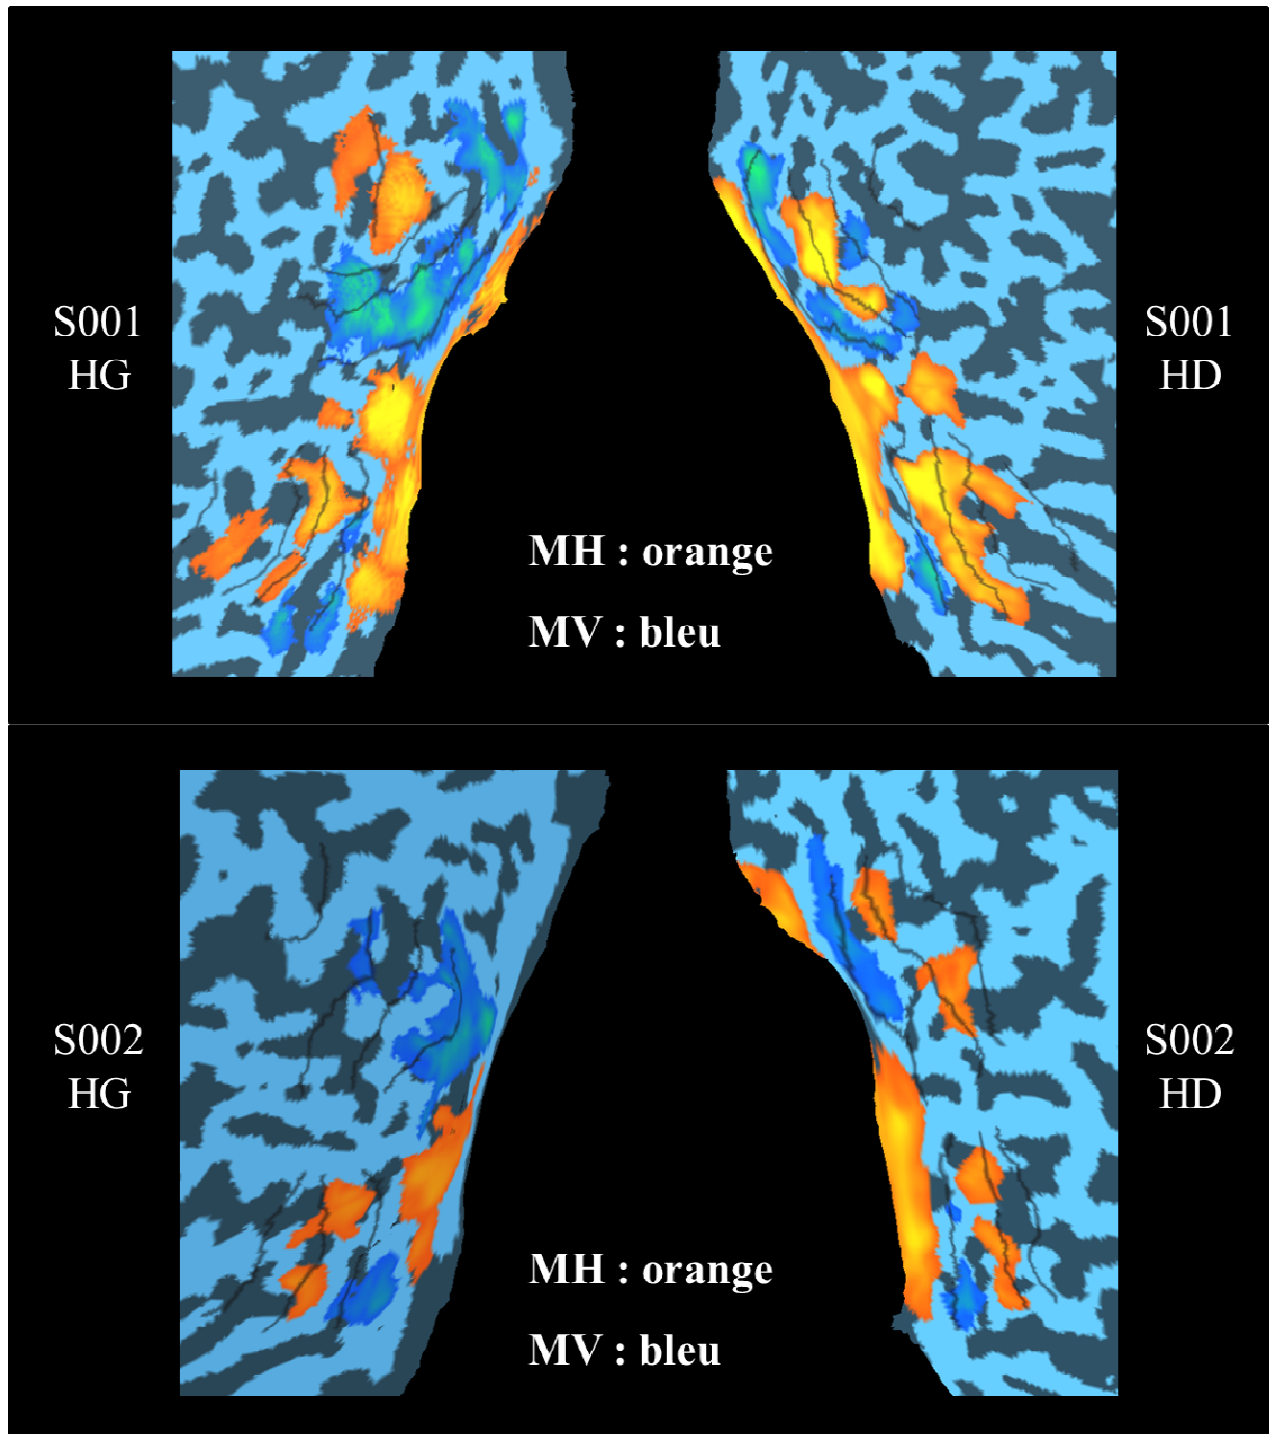 S001
HG
S001
HD
MH : orange
MV : bleu
S002
HG
S002
HD
MH : orange
MV : bleu